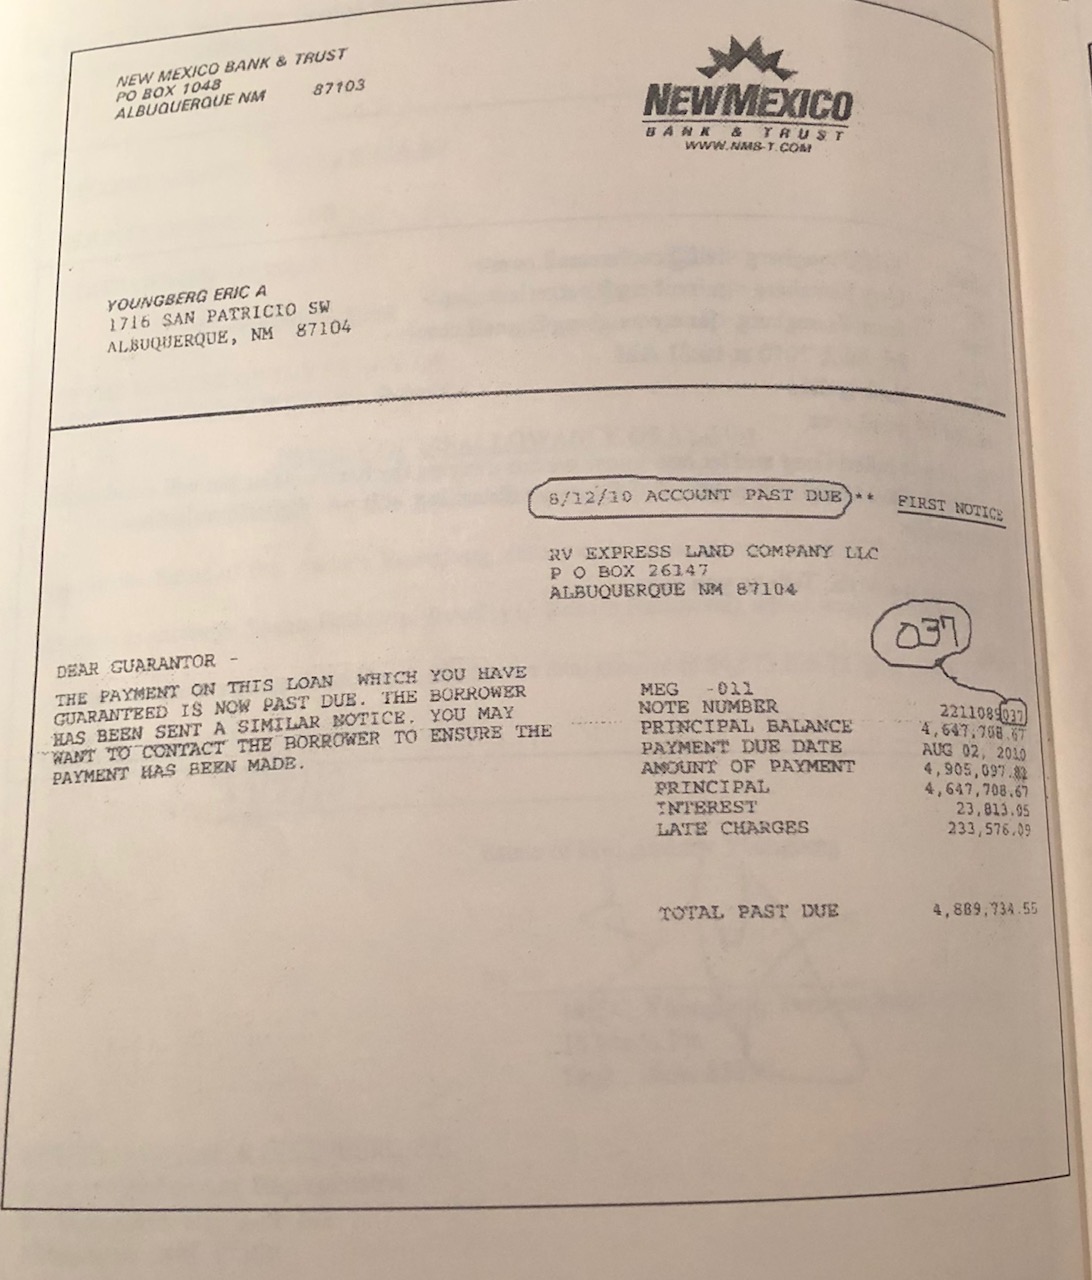 NEW MEXICO BANK & TRUST
PO BOX 1048
ALBUQUERQUE NM 87103
NEWMEXICO
BANK & TRUST
WWW.NMB-T.COM
YOUNGBERG ERIC A
1716 SAN PATRICIO SW
ALBUQUERQUE, NM 87104
8/12/10 ACCOUNT PAST DUE** FIRST NOTICE
RV EXPRESS LAND COMPANY LLC
P O BOX 26147
ALBUQUERQUE NM 87104
037
DEAR GUARANTOR -
THE PAYMENT ON THIS LOAN WHICH YOU HAVE
GUARANTEED IS NOW PAST DUE. THE BORROWER
HAS BEEN SENT A SIMILAR NOTICE. YOU MAY
WANT TO CONTACT THE BORROWER TO ENSURE THE
PAYMENT HAS BEEN MADE.
MEG -011
NOTE NUMBER 2211089037
PRINCIPAL BALANCE 4,647,708.67
PAYMENT DUE DATE AUG 02, 2010
AMOUNT OF PAYMENT 4,905,097.82
PRINCIPAL 4,647,708.67
INTEREST 23,813.05
LATE CHARGES 233,576.09
TOTAL PAST DUE 4,889,734.55